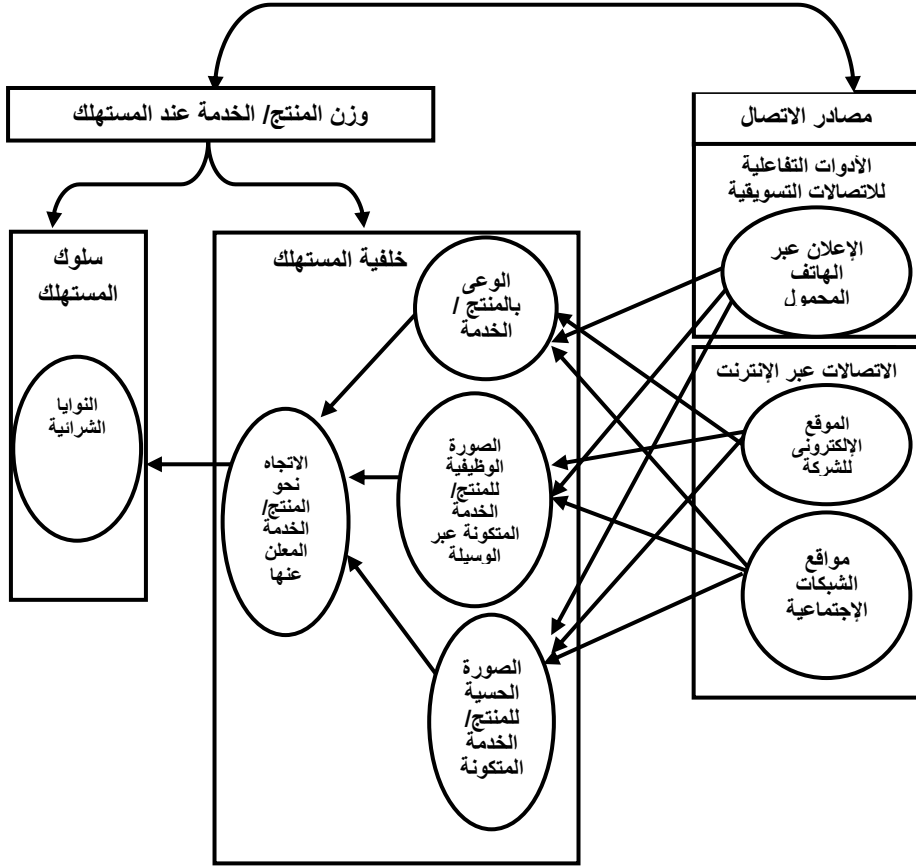 مصادر الاتصال
الأدوات التفاعلية
للاتصالات التسويقية
الإعلان عبر
الهاتف
المحمول
الاتصالات عبر الإنترنت
الموقع
الإلكترونى
للشركة
مواقع
الشبكات
الإجتماعية
وزن المنتج/ الخدمة عند المستهلك
خلفية المستهلك
الوعى
بالمنتج /
الخدمة
الصورة
الوظيفية
للمنتج/
الخدمة
المتكونة عبر
الوسيلة
الصورة
الحسية
للمنتج/
الخدمة
المتكونة
الاتجاه
نحو
المنتج/
الخدمة
المعلن
عنها
سلوك
المستهلك
النوايا
الشرائية